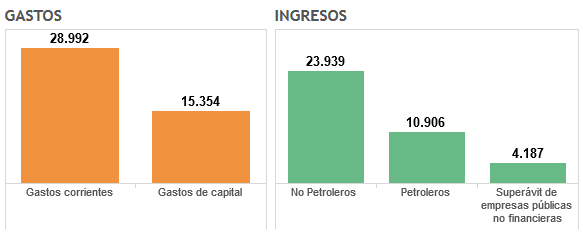 GASTOS
28.992
15.354
Gastos corrientes
Gastos de capital
INGRESOS
23.939
10.906
4.187
No Petroleros
Petroleros
Superávit de
empresas públicas
no financieras